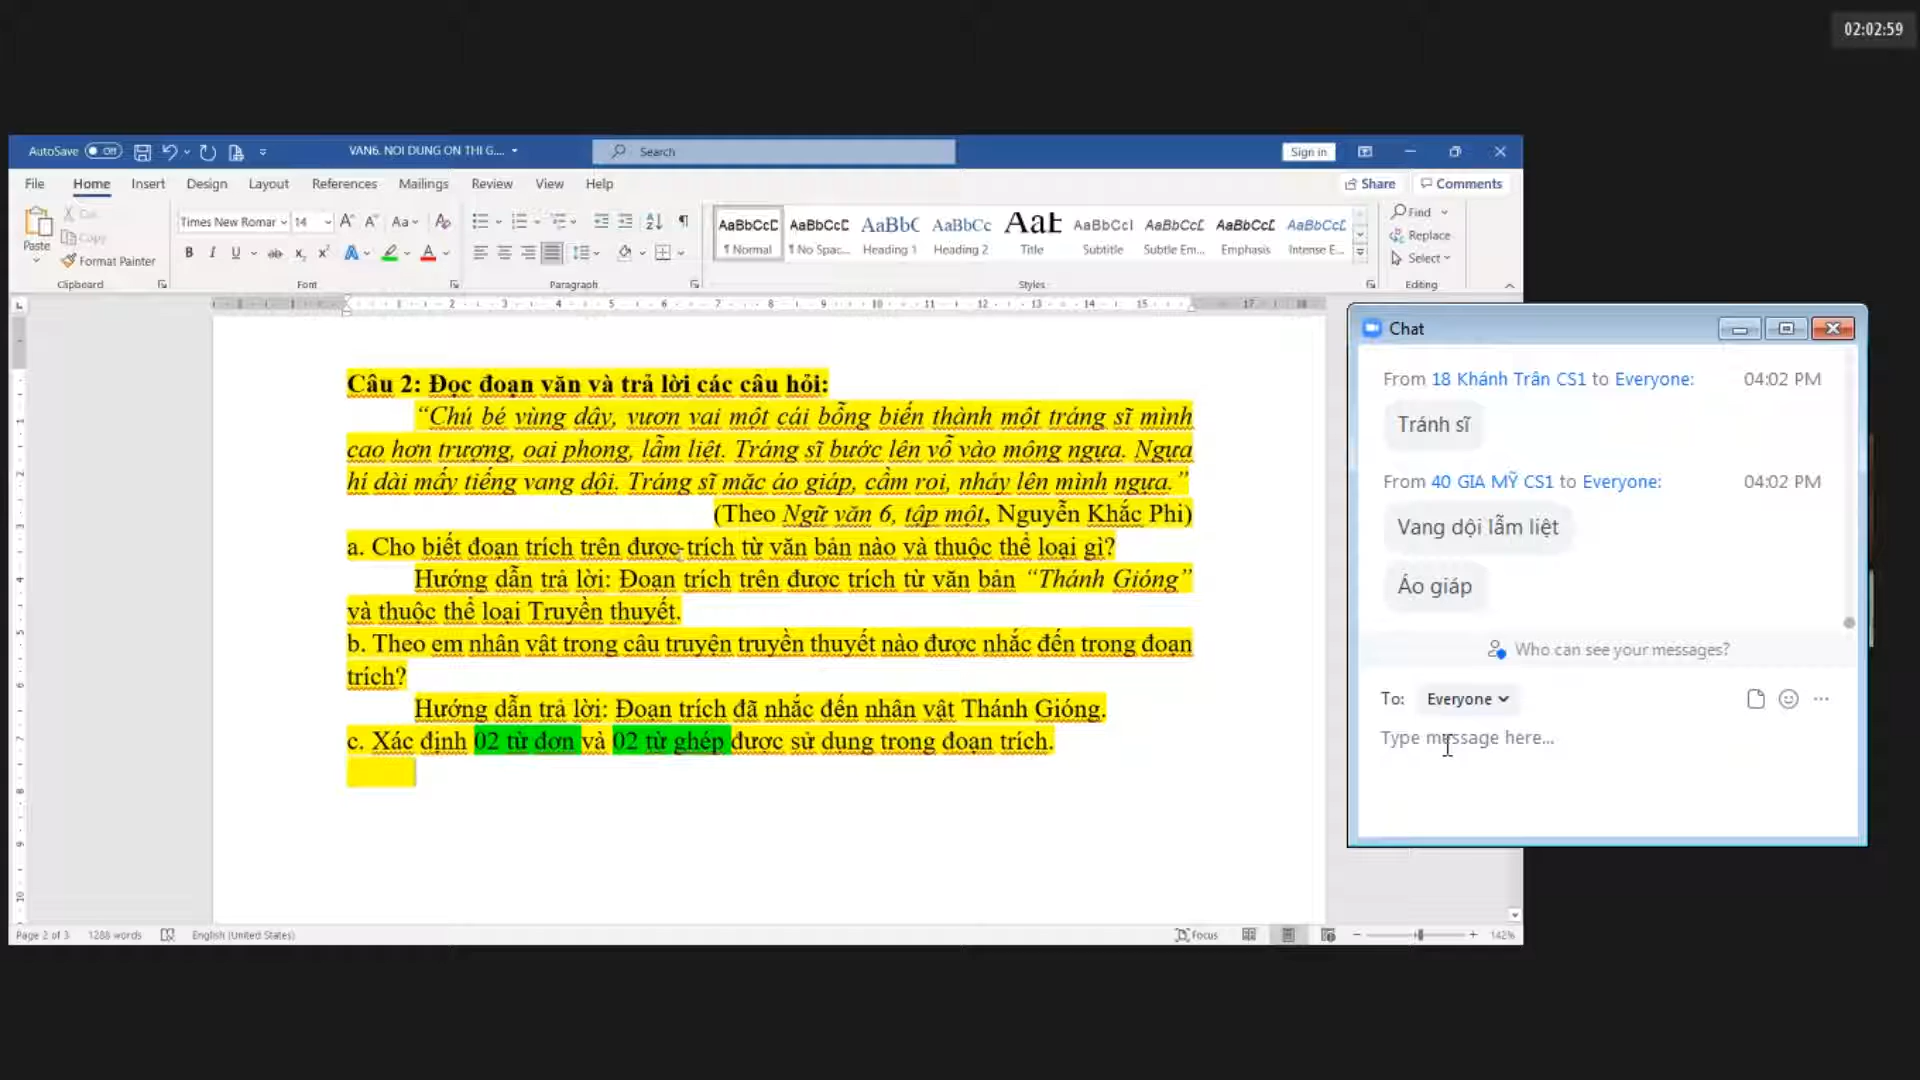 02:02:59
AutoSave Off VAN6. NOI DUNG ON THI G.... Search Sign in
File Home Insert Design Layout References Mailings Review View Help Share Comments
Paste Cut Copy Format Painter
Times New Romar 14
AaBbCcD ¶ Normal
AaBbCcD ¶ No Spac...
AaBbC Heading 1
AaBbCc Heading 2
Title
AaBbCcD Subtitle
AaBbCcD Subtle Em...
AaBbCcD Emphasis
AaBbCcD Intense E...
Find
Replace
Select
Clipboard Font Paragraph Styles Editing
Câu 2: Đọc đoạn văn và trả lời các câu hỏi:
“Chú bé vùng dậy, vươn vai một cái bỗng biến thành một tráng sĩ mình
cao hơn trượng, oai phong, lẫm liệt. Tráng sĩ bước lên vỗ vào mông ngựa. Ngựa
hí dài mấy tiếng vang dội. Tráng sĩ mặc áo giáp, cầm roi, nhảy lên mình ngựa.”
(Theo Ngữ văn 6, tập một, Nguyễn Khắc Phi)
a. Cho biết đoạn trích trên được trích từ văn bản nào và thuộc thể loại gì?
Hướng dẫn trả lời: Đoạn trích trên được trích từ văn bản “Thánh Gióng”
và thuộc thể loại Truyền thuyết.
b. Theo em nhân vật trong câu truyện truyền thuyết nào được nhắc đến trong đoạn
trích?
Hướng dẫn trả lời: Đoạn trích đã nhắc đến nhân vật Thánh Gióng.
c. Xác định 02 từ đơn và 02 từ ghép được sử dụng trong đoạn trích.
Page 2 of 3 1288 words English (United States) Focus 142%
Chat
From 18 Khánh Trân CS1 to Everyone: 04:02 PM
Tránh sĩ
From 40 GIA MỸ CS1 to Everyone: 04:02 PM
Vang dội lẫm liệt
Áo giáp
Who can see your messages?
To: Everyone
Type message here...